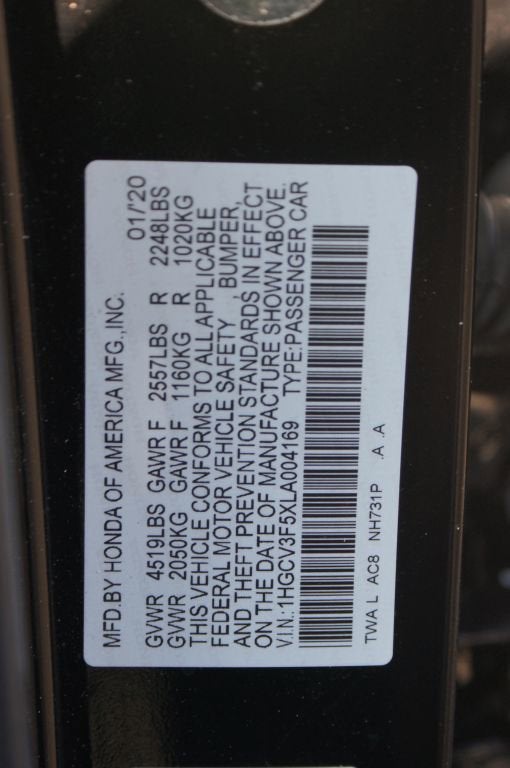 MFD.BY HONDA OF AMERICA MFG.,INC. 01/'20
GVWR 4519LBS GAWR F 2557LBS R 2248LBS
GVWR 2050KG GAWR F 1160KG R 1020KG
THIS VEHICLE CONFORMS TO ALL APPLICABLE
FEDERAL MOTOR VEHICLE SAFETY , BUMPER,
AND THEFT PREVENTION STANDARDS IN EFFECT
ON THE DATE OF MANUFACTURE SHOWN ABOVE.
V.I.N.:1HGCV3F5XLA004169 TYPE:PASSENGER CAR
TWA L AC8 NH731P .A .A